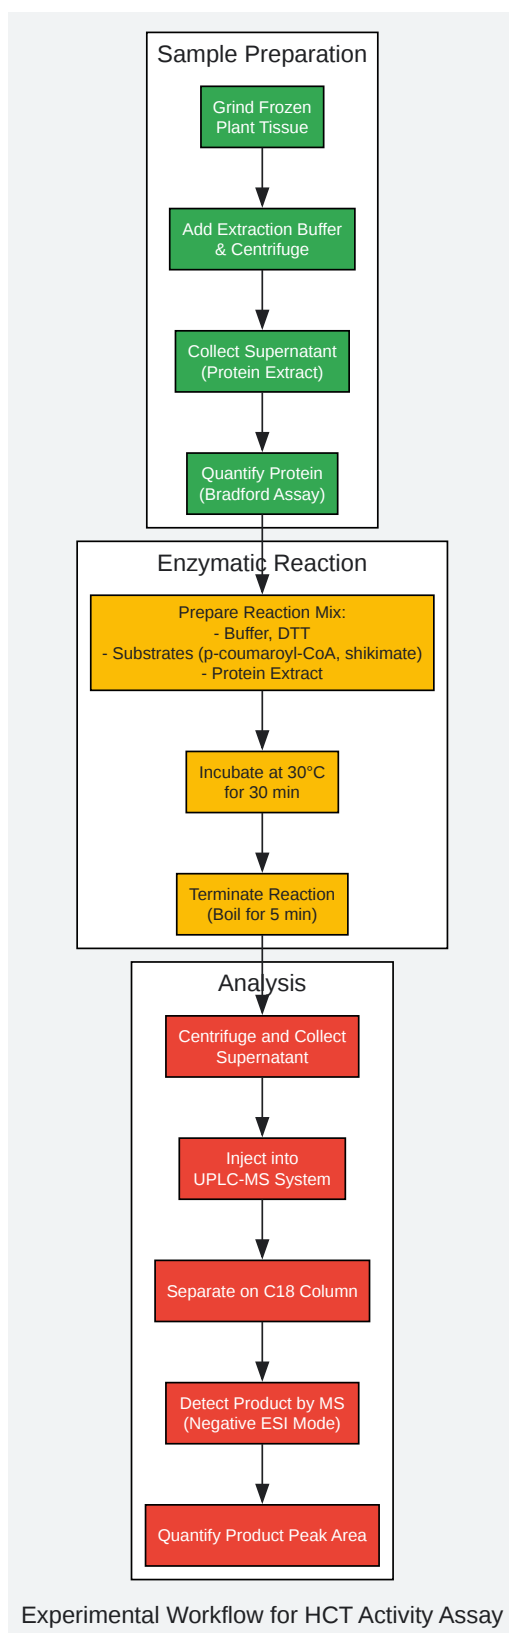 Sample Preparation
Grind Frozen
Plant Tissue
Add Extraction Buffer
& Centrifuge
Collect Supernatant
(Protein Extract)
Quantify Protein
(Bradford Assay)
Enzymatic Reaction
Prepare Reaction Mix:
- Buffer, DTT
- Substrates (p-coumaroyl-CoA, shikimate)
- Protein Extract
Incubate at 30°C
for 30 min
Terminate Reaction
(Boil for 5 min)
Analysis
Centrifuge and Collect
Supernatant
Inject into
UPLC-MS System
Separate on C18 Column
Detect Product by MS
(Negative ESI Mode)
Quantify Product Peak Area
Experimental Workflow for HCT Activity Assay